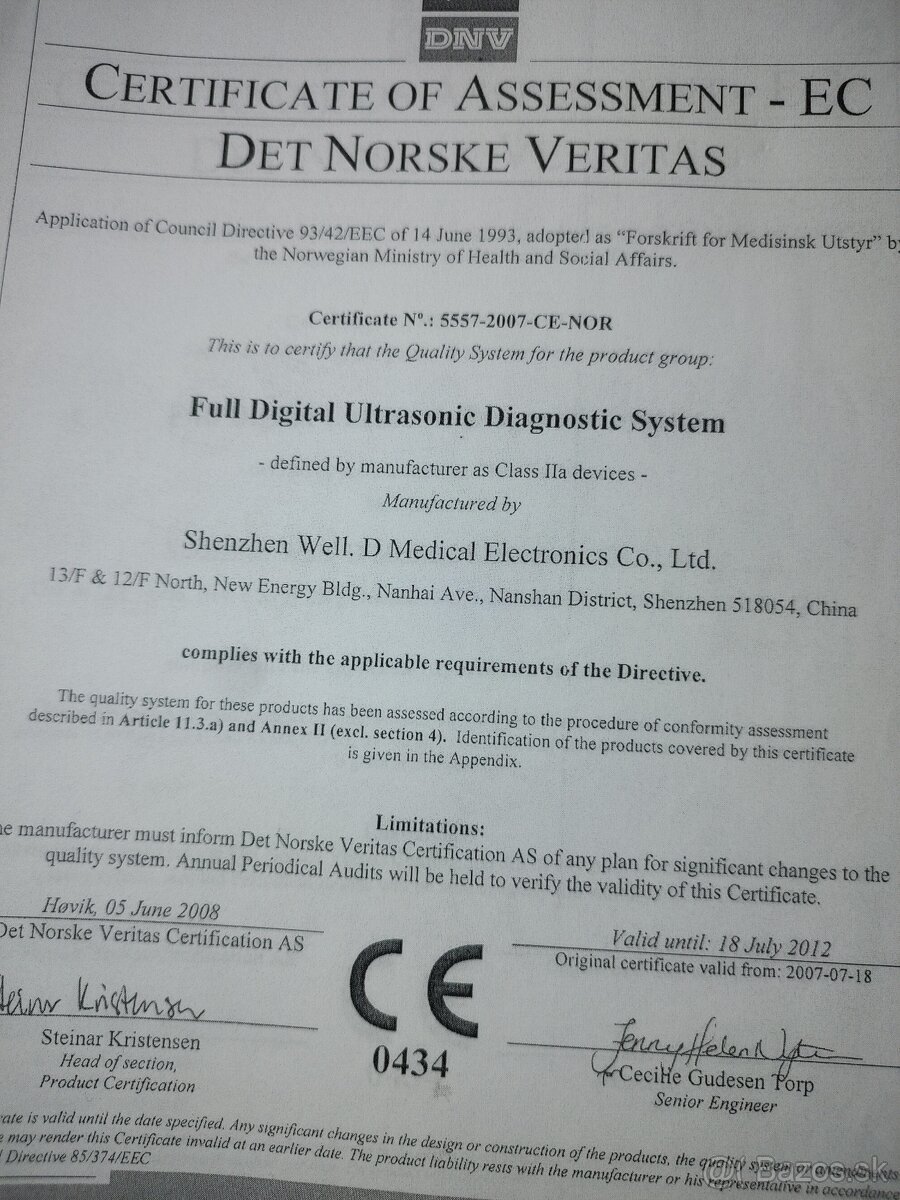 DNV
CERTIFICATE OF ASSESSMENT - EC
DET NORSKE VERITAS
Application of Council Directive 93/42/EEC of 14 June 1993, adopted as “Forskrift for Medisinsk Utstyr” by
the Norwegian Ministry of Health and Social Affairs.
Certificate Nº.: 5557-2007-CE-NOR
This is to certify that the Quality System for the product group:
Full Digital Ultrasonic Diagnostic System
- defined by manufacturer as Class IIa devices -
Manufactured by
Shenzhen Well. D Medical Electronics Co., Ltd.
13/F & 12/F North, New Energy Bldg., Nanhai Ave., Nanshan District, Shenzhen 518054, China
complies with the applicable requirements of the Directive.
The quality system for these products has been assessed according to the procedure of conformity assessment
described in Article 11.3.a) and Annex II (excl. section 4). Identification of the products covered by this certificate
is given in the Appendix.
Limitations:
he manufacturer must inform Det Norske Veritas Certification AS of any plan for significant changes to the
quality system. Annual Periodical Audits will be held to verify the validity of this Certificate.
Høvik, 05 June 2008
Det Norske Veritas Certification AS
Steinar Kristensen
Head of section,
Product Certification
CE
0434
Valid until: 18 July 2012
Original certificate valid from: 2007-07-18
for Cecilie Gudesen Torp
Senior Engineer
cate is valid until the date specified. Any significant changes in the design or construction of the products, the quality system or
e may render this Certificate invalid at an earlier date. The product liability rests with the manufacturer or his representative in accordance
l Directive 85/374/EEC
Bazos.sk